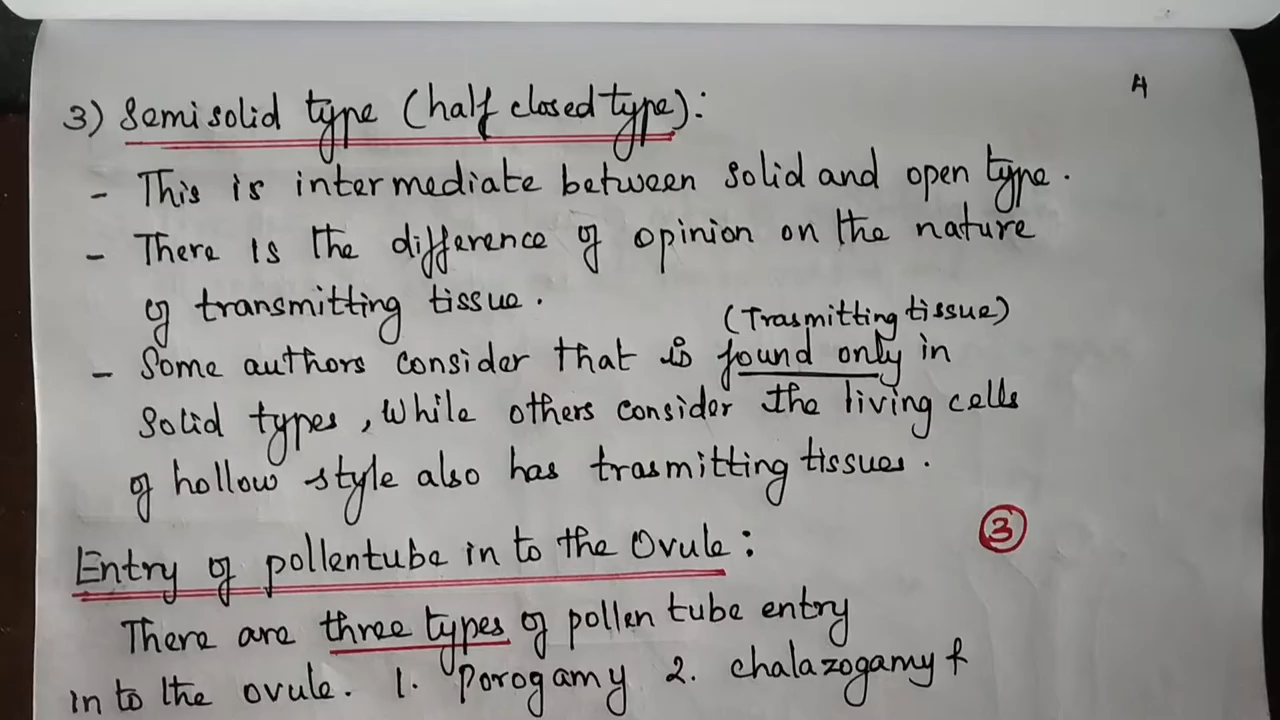 4
3) Semisolid type (half closed type):
- This is intermediate between solid and open type.
- There is the difference of opinion on the nature
of transmitting tissue.
(Trasmitting tissue)
- Some authors consider that is found only in
Solid types, while others consider the living cells
of hollow style also has trasmitting tissues.
3
Entry of pollentube in to the Ovule:
There are three types of pollen tube entry
in to the ovule. 1. Porogamy 2. chalazogamy &